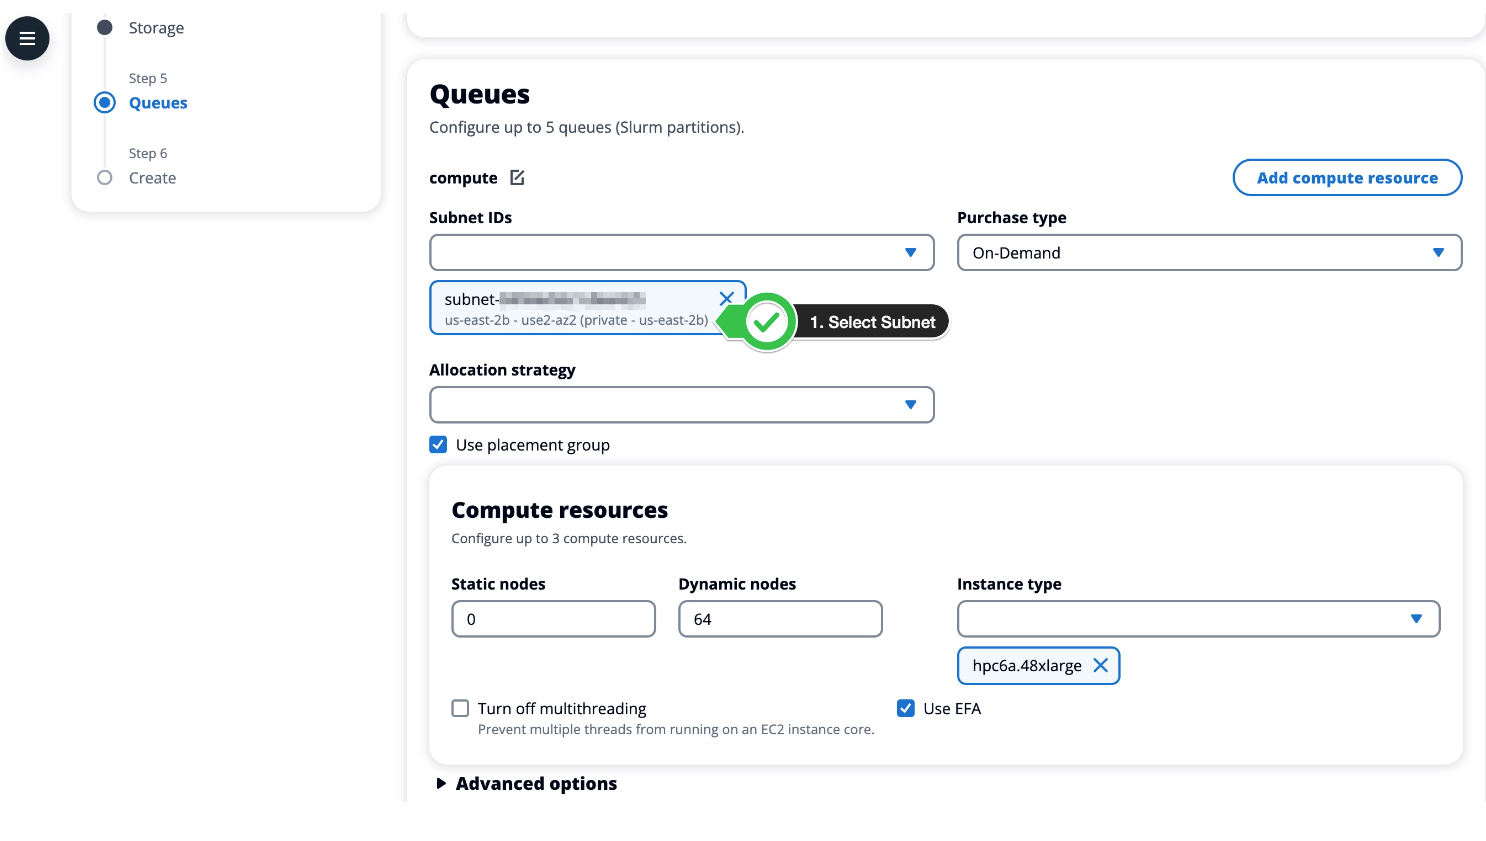 Storage
Step 5
Queues
Step 6
Create
Queues
Configure up to 5 queues (Slurm partitions).
compute
Add compute resource
Subnet IDs
Purchase type
On-Demand
subnet-
us-east-2b - use2-az2 (private - us-east-2b)
1. Select Subnet
Allocation strategy
Use placement group
Compute resources
Configure up to 3 compute resources.
Static nodes
Dynamic nodes
Instance type
0
64
hpc6a.48xlarge
Turn off multithreading
Use EFA
Prevent multiple threads from running on an EC2 instance core.
Advanced options